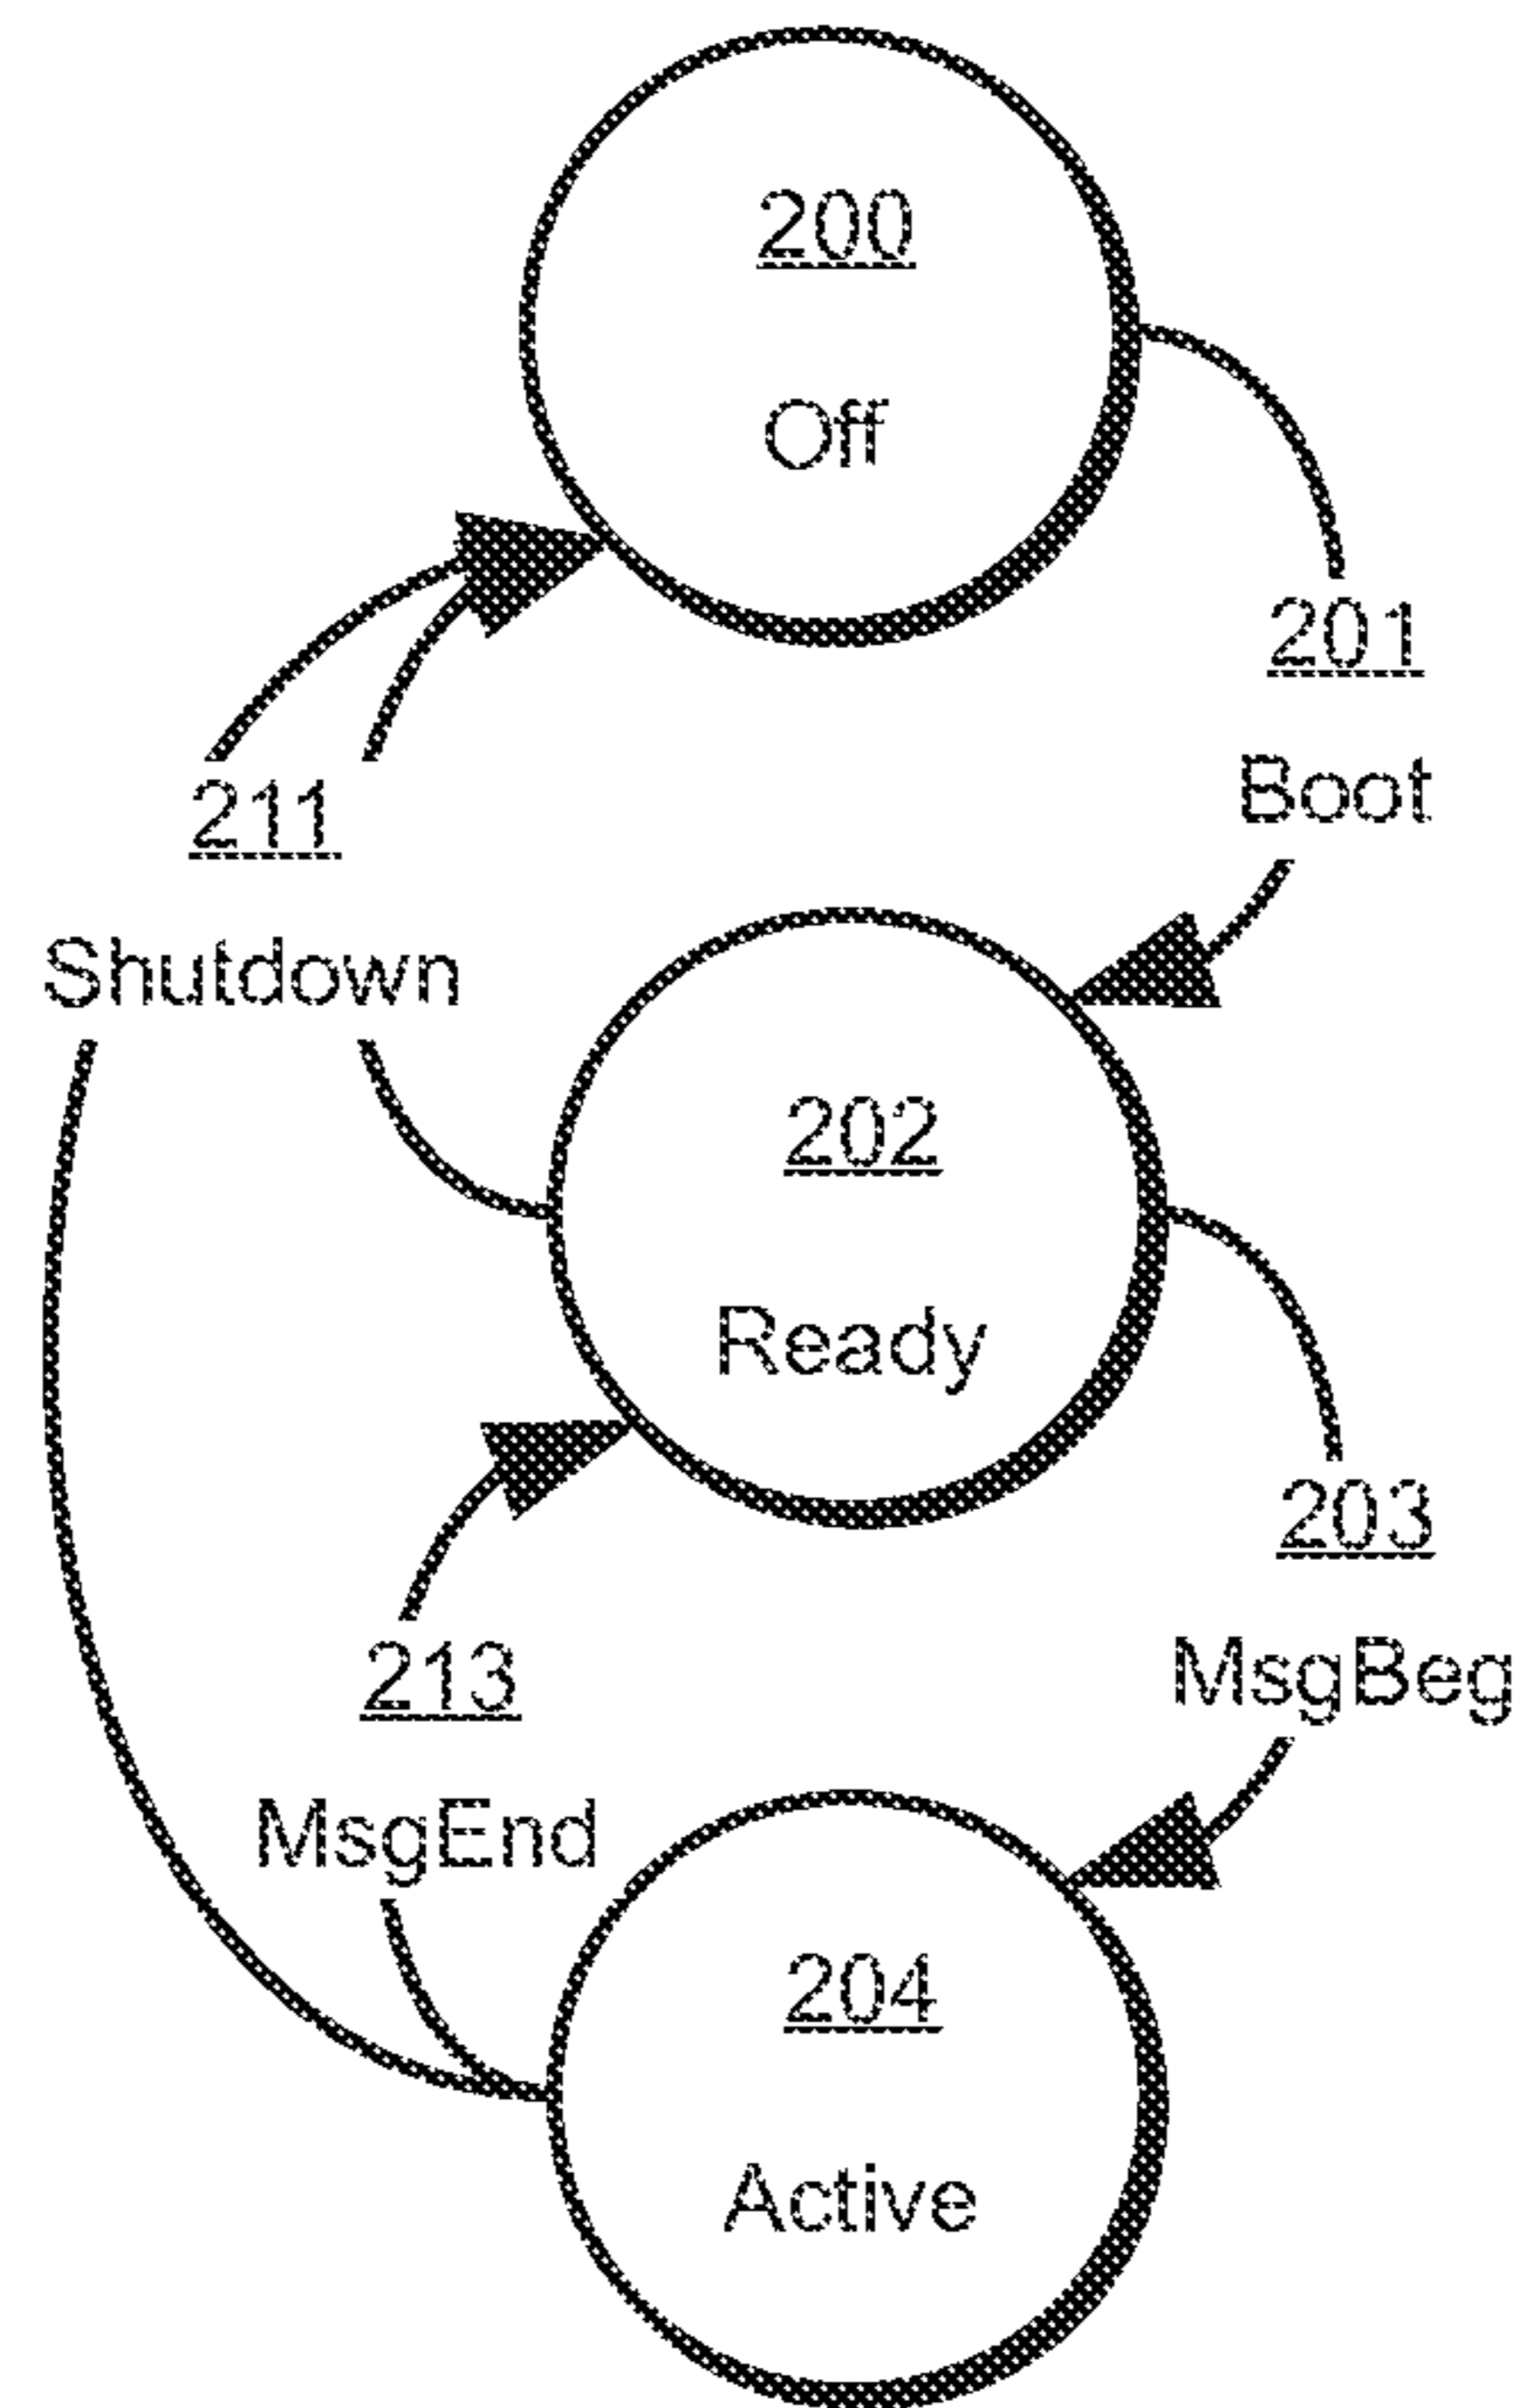 200
Off
201
Boot
211
Shutdown
202
Ready
203
MsgBeg
213
MsgEnd
204
Active